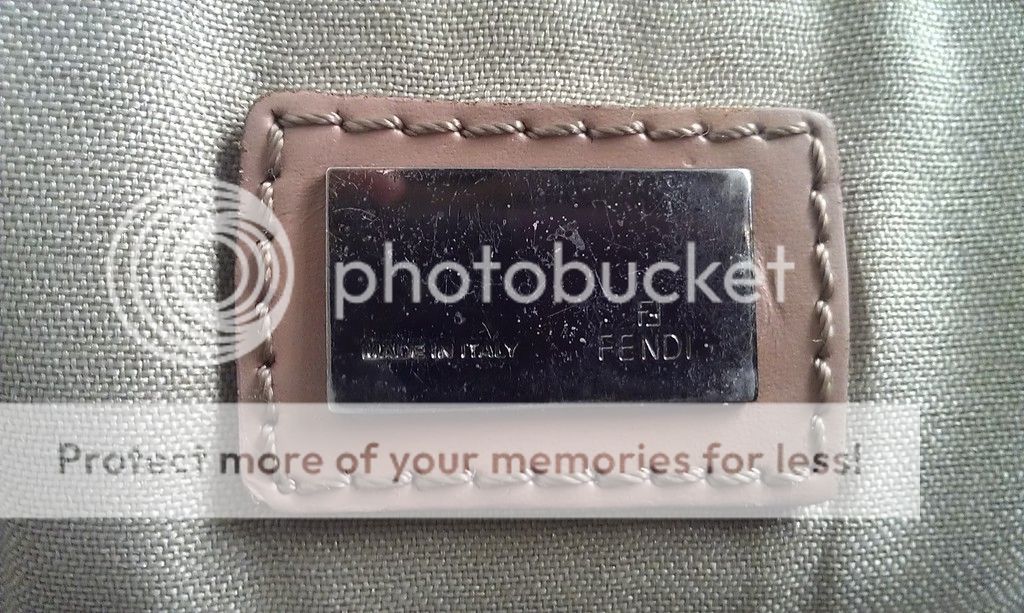 photobucket
MADE IN ITALY FENDI
Protect more of your memories for less!